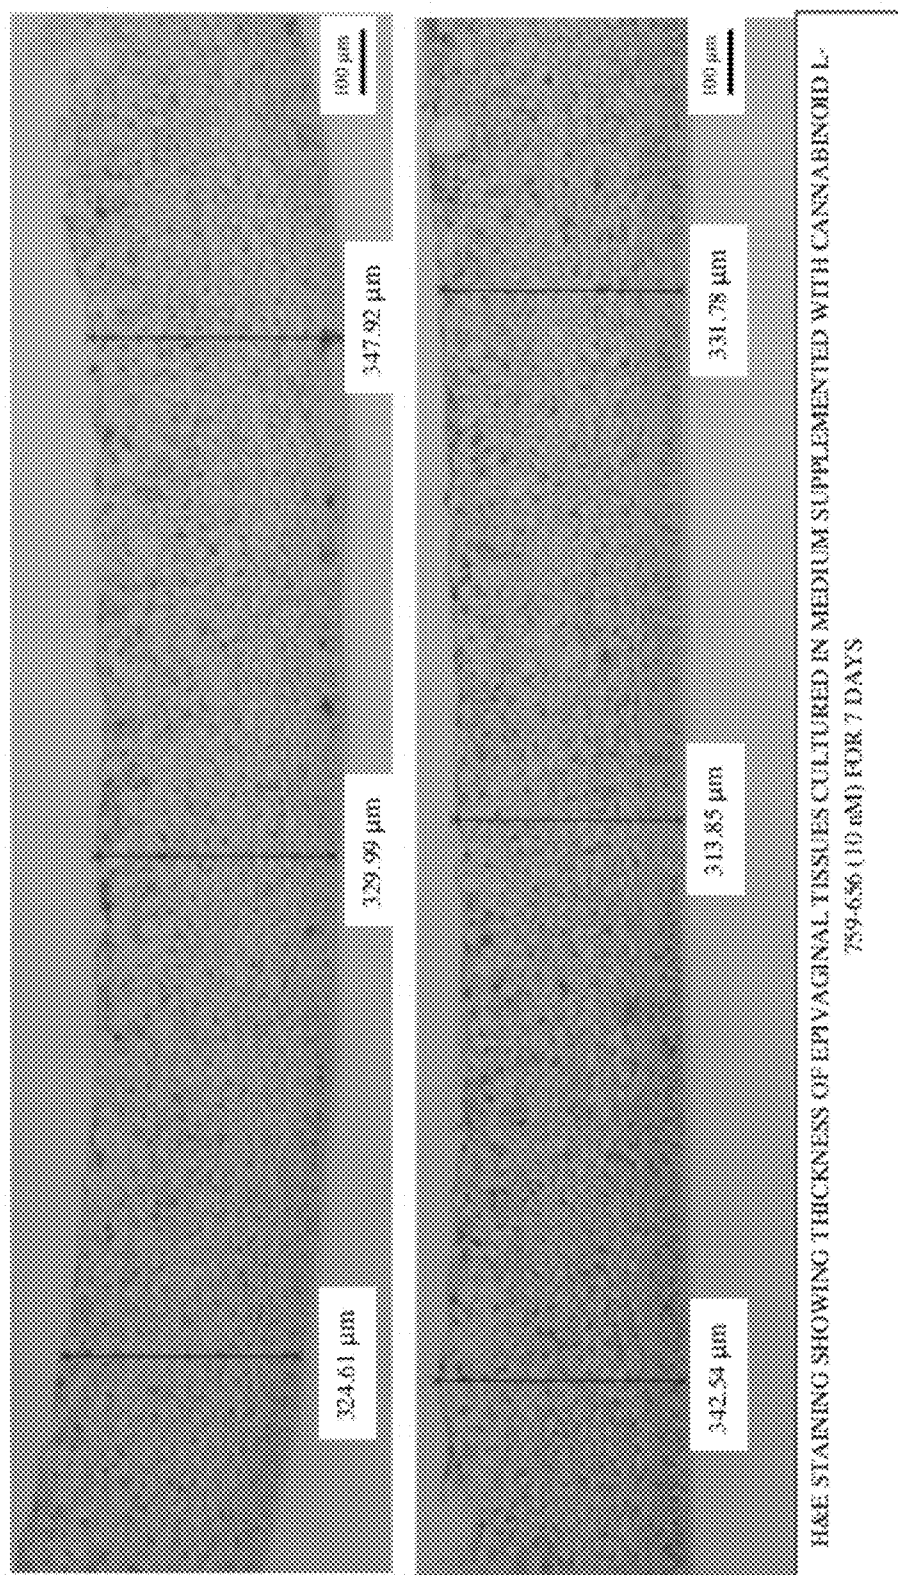 324.61 µm
329.99 µm
347.92 µm
100 µm
342.54 µm
313.85 µm
331.78 µm
100 µm
H&E STAINING SHOWING THICKNESS OF EPIVAGINAL TISSUES CULTURED IN MEDIUM SUPPLEMENTED WITH CANNABINOID L-
759-656 (10 nM) FOR 7 DAYS